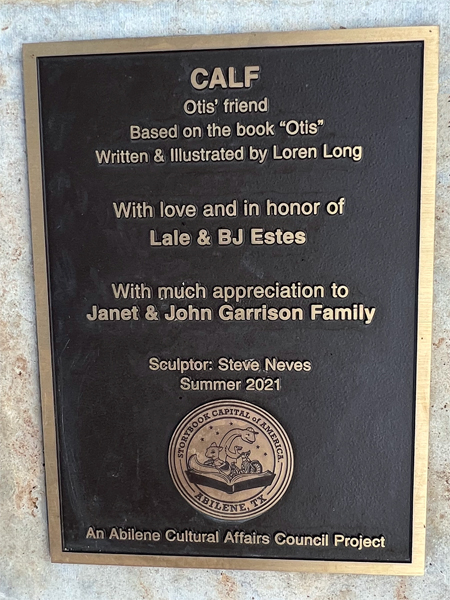 CALF
Otis' friend
Based on the book "Otis"
Written & Illustrated by Loren Long
With love and in honor of
Lale & BJ Estes
With much appreciation to
Janet & John Garrison Family
Sculptor: Steve Neves
Summer 2021
STORYBOOK CAPITAL of AMERICA
ABILENE, TX
An Abilene Cultural Affairs Council Project